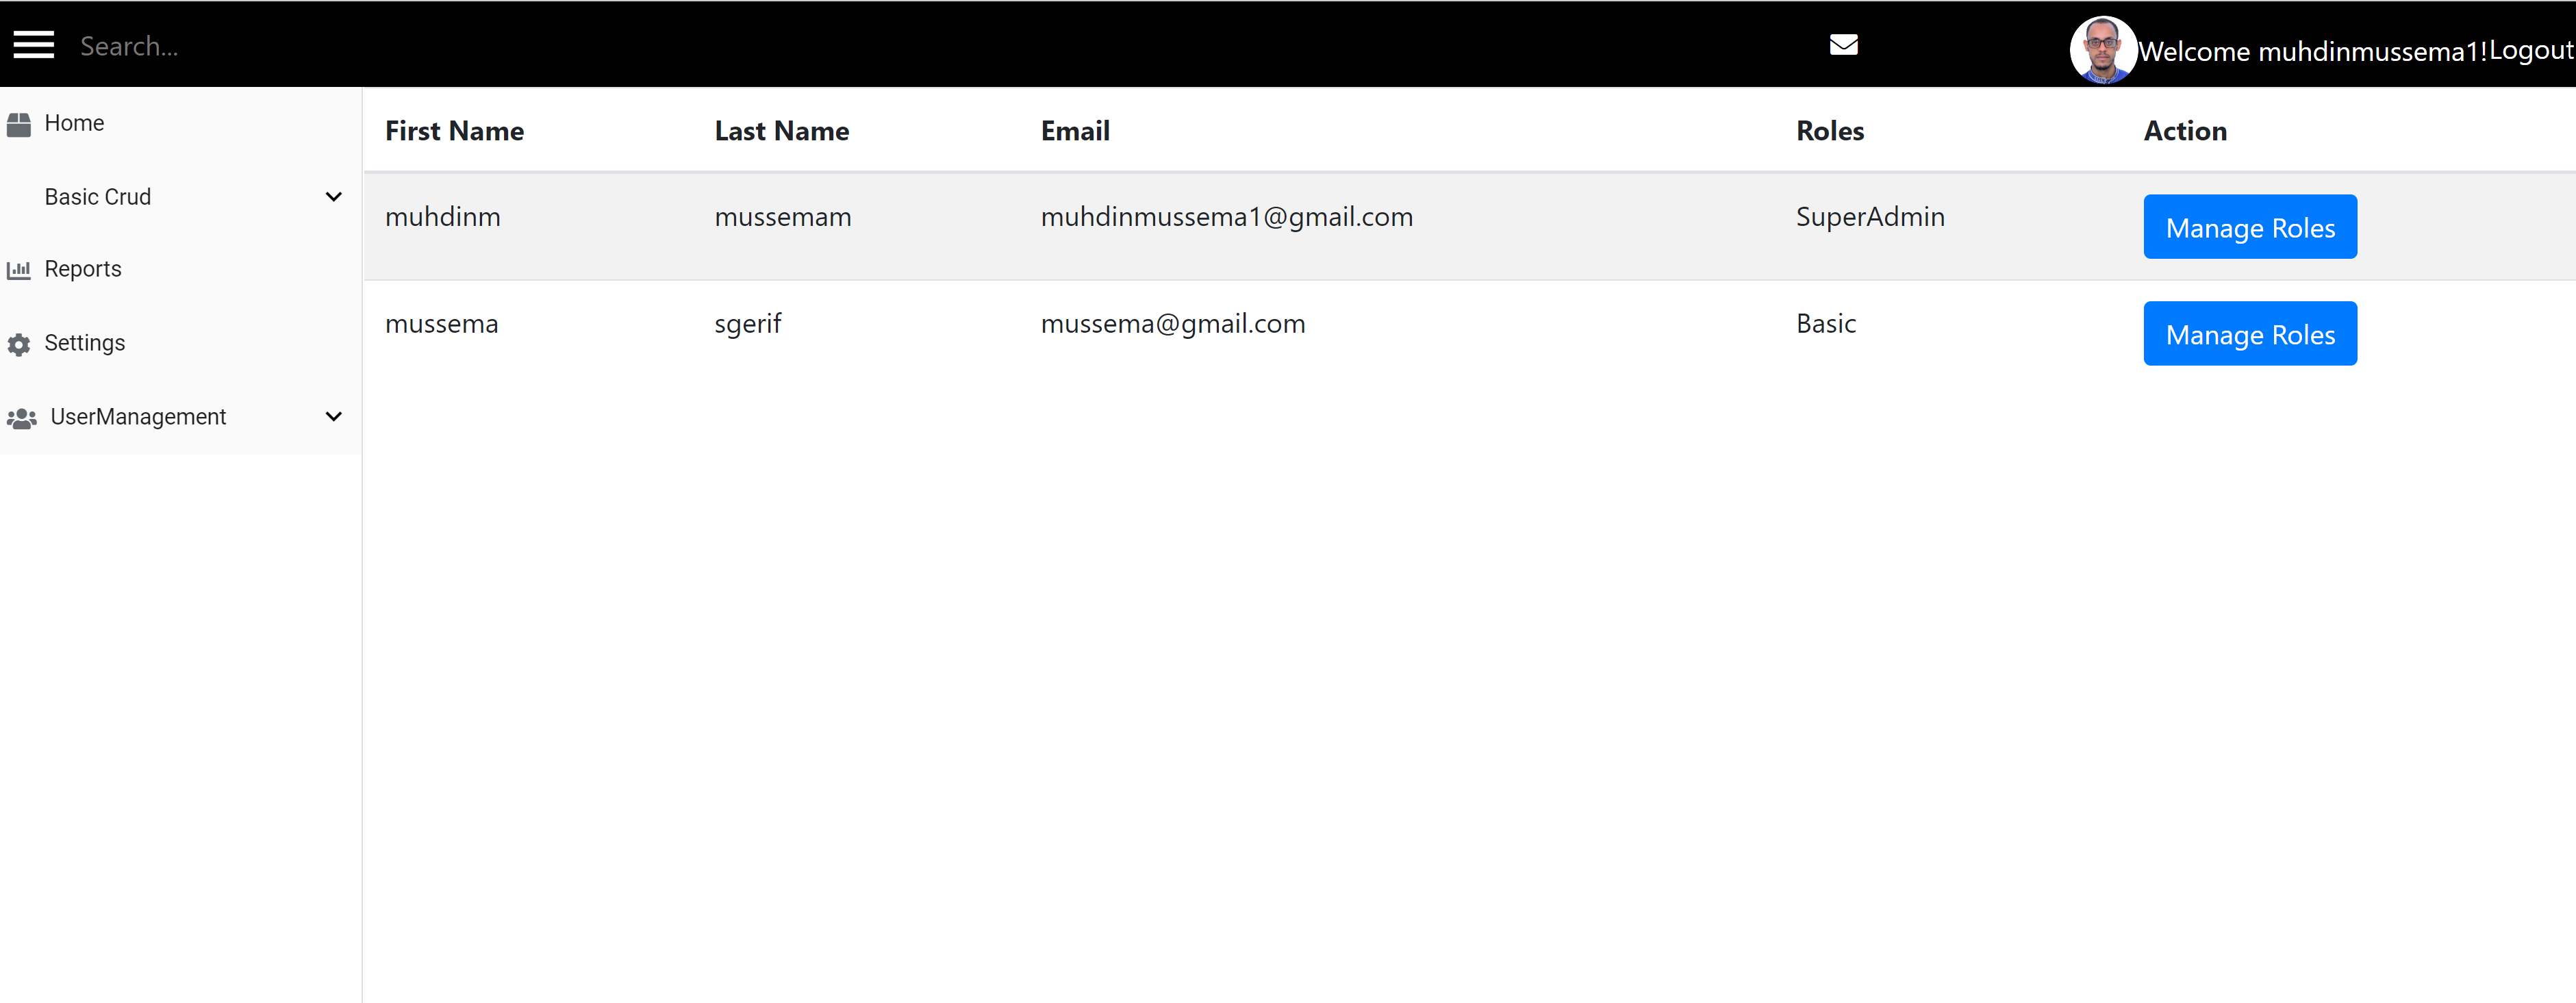 Search...
Welcome muhdinmussema1!Logout
Home
Basic Crud
Reports
Settings
UserManagement
First Name Last Name Email Roles Action
muhdinm mussemam muhdinmussema1@gmail.com SuperAdmin Manage Roles
mussema sgerif mussema@gmail.com Basic Manage Roles